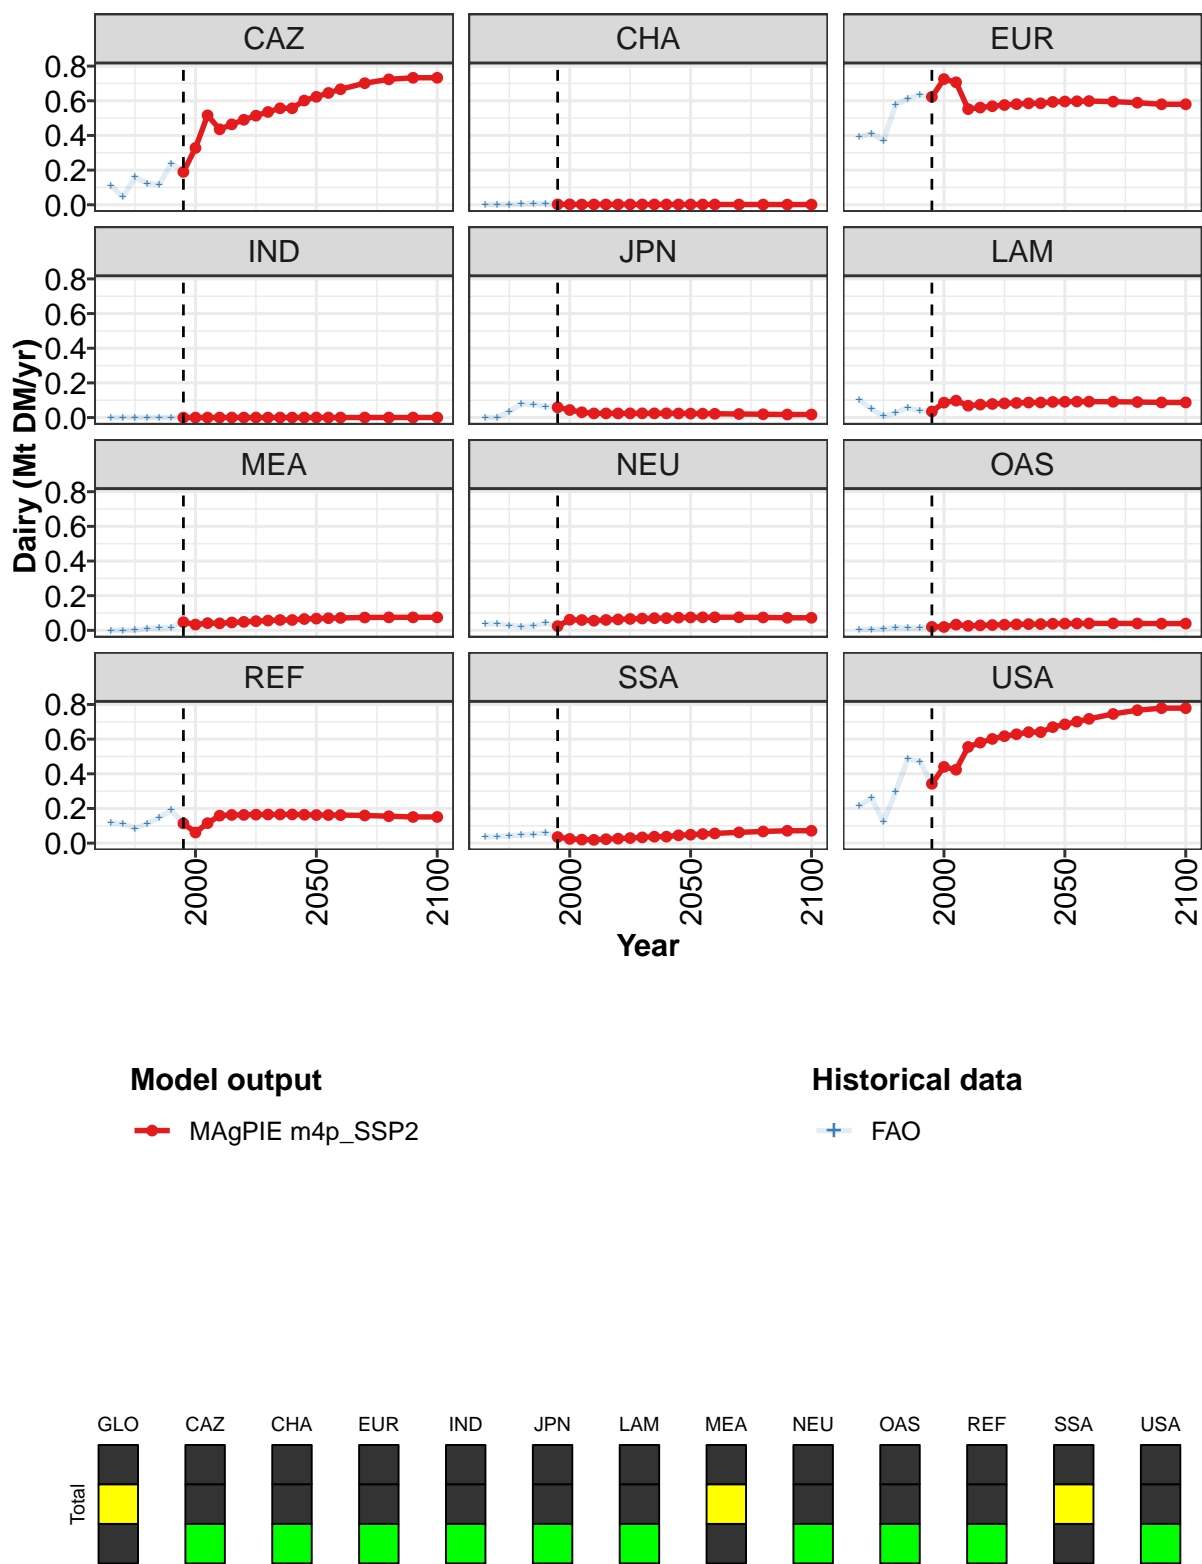 CAZ CHA EUR
0.8
0.6
0.4
0.2
0.0
IND JPN LAM
0.8
0.6
0.4
0.2
0.0
Dairy (Mt DM/yr)
MEA NEU OAS
0.8
0.6
0.4
0.2
0.0
REF SSA USA
0.8
0.6
0.4
0.2
0.0
2000 2050 2100 2000 2050 2100 2000 2050 2100
Year
Model output Historical data
MAgPIE m4p_SSP2 FAO
GLO CAZ CHA EUR IND JPN LAM MEA NEU OAS REF SSA USA
Total